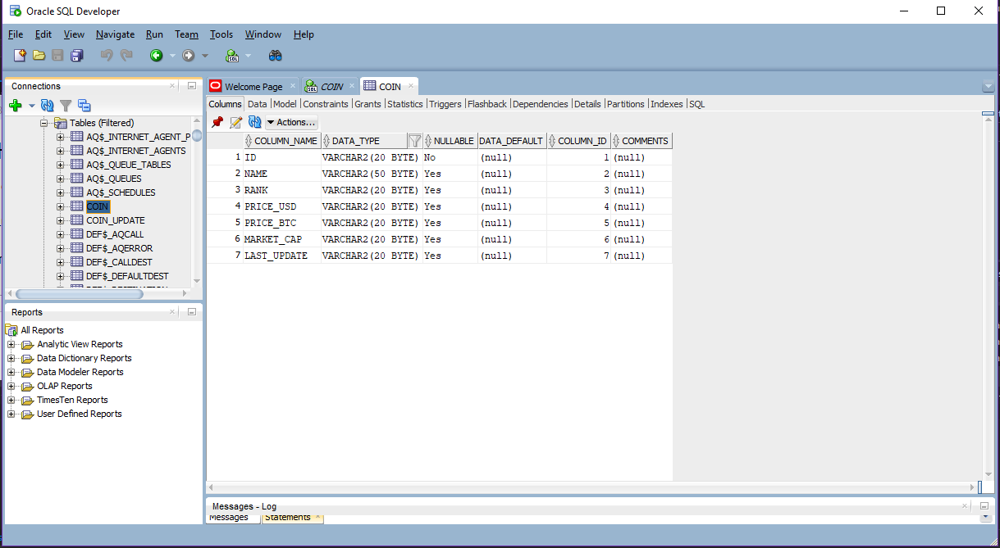 Oracle SQL Developer
File Edit View Navigate Run Team Tools Window Help
Connections
Tables (Filtered)
AQ$_INTERNET_AGENT_P
AQ$_INTERNET_AGENTS
AQ$_QUEUE_TABLES
AQ$_QUEUES
AQ$_SCHEDULES
COIN
COIN_UPDATE
DEF$_AQCALL
DEF$_AQERROR
DEF$_CALLDEST
DEF$_DEFAULTDEST
Reports
All Reports
Analytic View Reports
Data Dictionary Reports
Data Modeler Reports
OLAP Reports
TimesTen Reports
User Defined Reports
Welcome Page COIN COIN
Columns Data Model Constraints Grants Statistics Triggers Flashback Dependencies Details Partitions Indexes SQL
Actions...
COLUMN_NAME DATA_TYPE NULLABLE DATA_DEFAULT COLUMN_ID COMMENTS
1 ID VARCHAR2(20 BYTE) No (null) 1 (null)
2 NAME VARCHAR2(50 BYTE) Yes (null) 2 (null)
3 RANK VARCHAR2(20 BYTE) Yes (null) 3 (null)
4 PRICE_USD VARCHAR2(20 BYTE) Yes (null) 4 (null)
5 PRICE_BTC VARCHAR2(20 BYTE) Yes (null) 5 (null)
6 MARKET_CAP VARCHAR2(20 BYTE) Yes (null) 6 (null)
7 LAST_UPDATE VARCHAR2(20 BYTE) Yes (null) 7 (null)
Messages - Log
Messages Statements